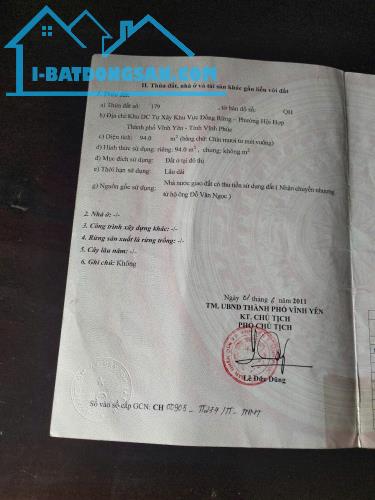 I-BATDONGSAN.COM
II. Thửa đất, nhà ở và tài sản khác gắn liền với đất
1. Thửa đất:
a) Thửa đất số: 179 , tờ bản đồ số: QH
b) Địa chỉ: Khu DC Tự Xây Khu Vực Đồng Rừng – Phường Hội Hợp
Thành phố Vĩnh Yên - Tỉnh Vĩnh Phúc
c) Diện tích: 94.0 m², (bằng chữ: Chín mươi tư mét vuông)
d) Hình thức sử dụng: riêng: 94.0 m², chung: không m²
đ) Mục đích sử dụng: Đất ở tại đô thị
e) Thời hạn sử dụng: Lâu dài
g) Nguồn gốc sử dụng: Nhà nước giao đất có thu tiền sử dụng đất ( Nhận chuyển nhượng
từ hộ ông Đỗ Văn Ngọc )
2. Nhà ở: -/-
3. Công trình xây dựng khác: -/-
4. Rừng sản xuất là rừng trồng: -/-
5. Cây lâu năm: -/-
6. Ghi chú: Không
Ngày tháng năm 2011
TM. UBND THÀNH PHỐ VĨNH YÊN
KT. CHỦ TỊCH
PHÓ CHỦ TỊCH
Lê Đức Dũng
Số vào sổ cấp GCN: CH